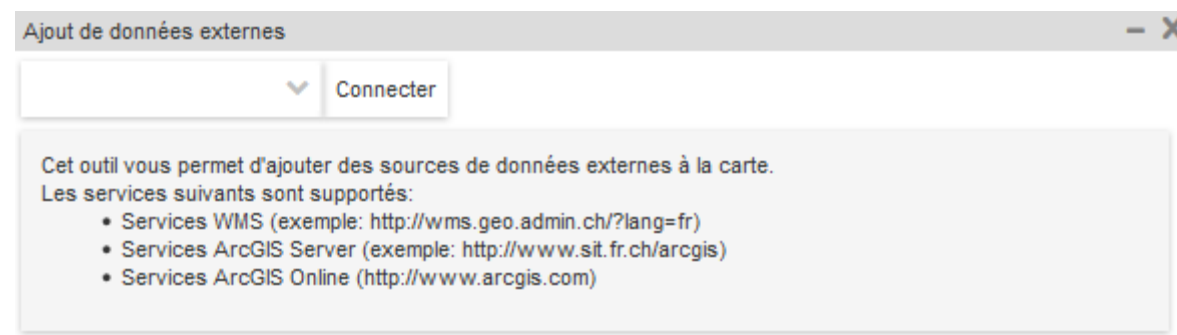 Ajout de données externes
Connecter
Cet outil vous permet d'ajouter des sources de données externes à la carte.
Les services suivants sont supportés:
• Services WMS (exemple: http://wms.geo.admin.ch/?lang=fr)
• Services ArcGIS Server (exemple: http://www.sit.fr.ch/arcgis)
• Services ArcGIS Online (http://www.arcgis.com)